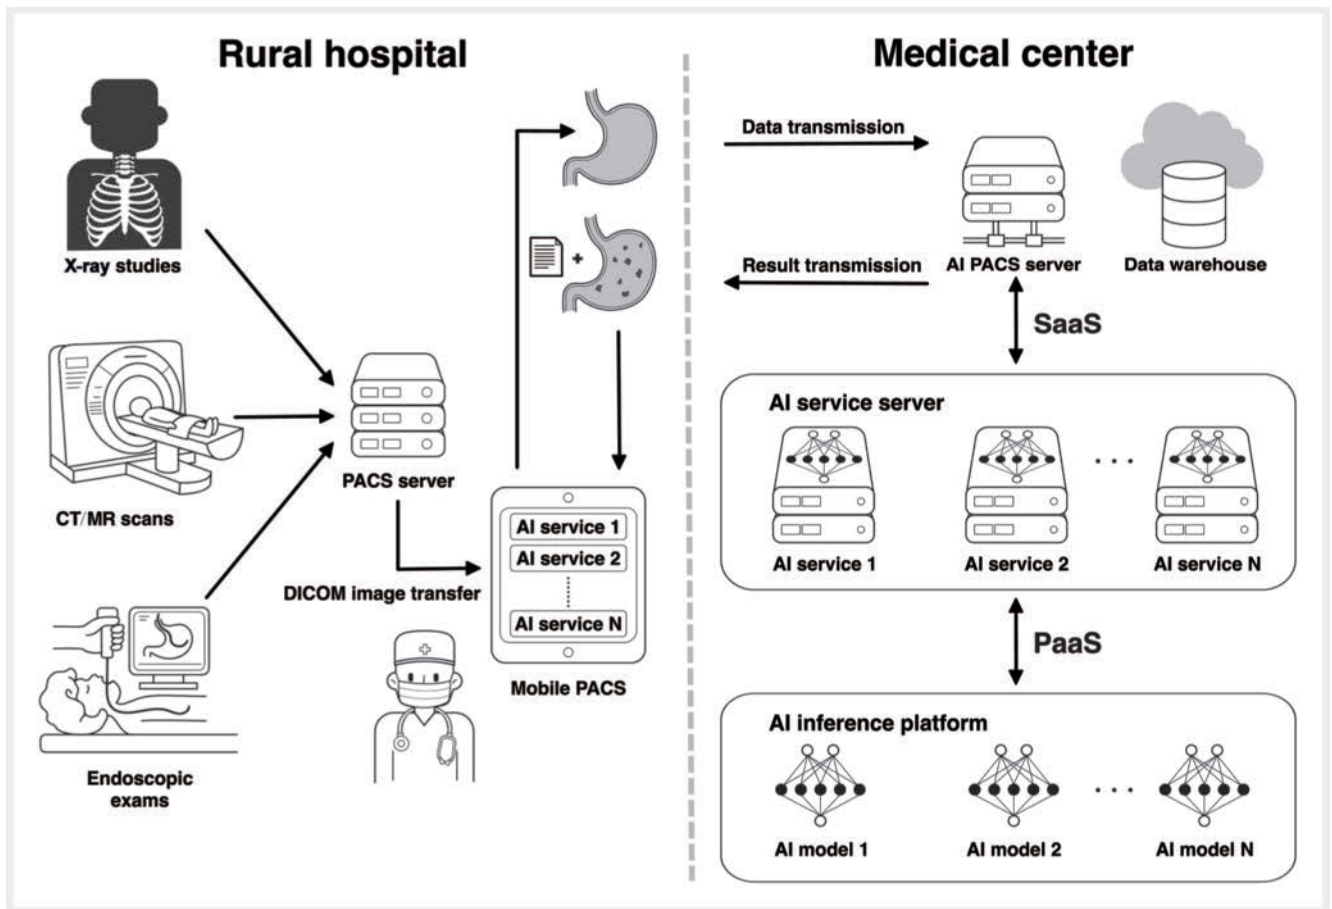 Rural hospital
X-ray studies
CT/MR scans
Endoscopic
exams
PACS server
DICOM image transfer
AI service 1
AI service 2
AI service N
Mobile PACS
Medical center
Data transmission
Result transmission
AI PACS server
Data warehouse
SaaS
AI service server
AI service 1
AI service 2
. . .
AI service N
PaaS
AI inference platform
. . .
AI model 1
AI model 2
AI model N